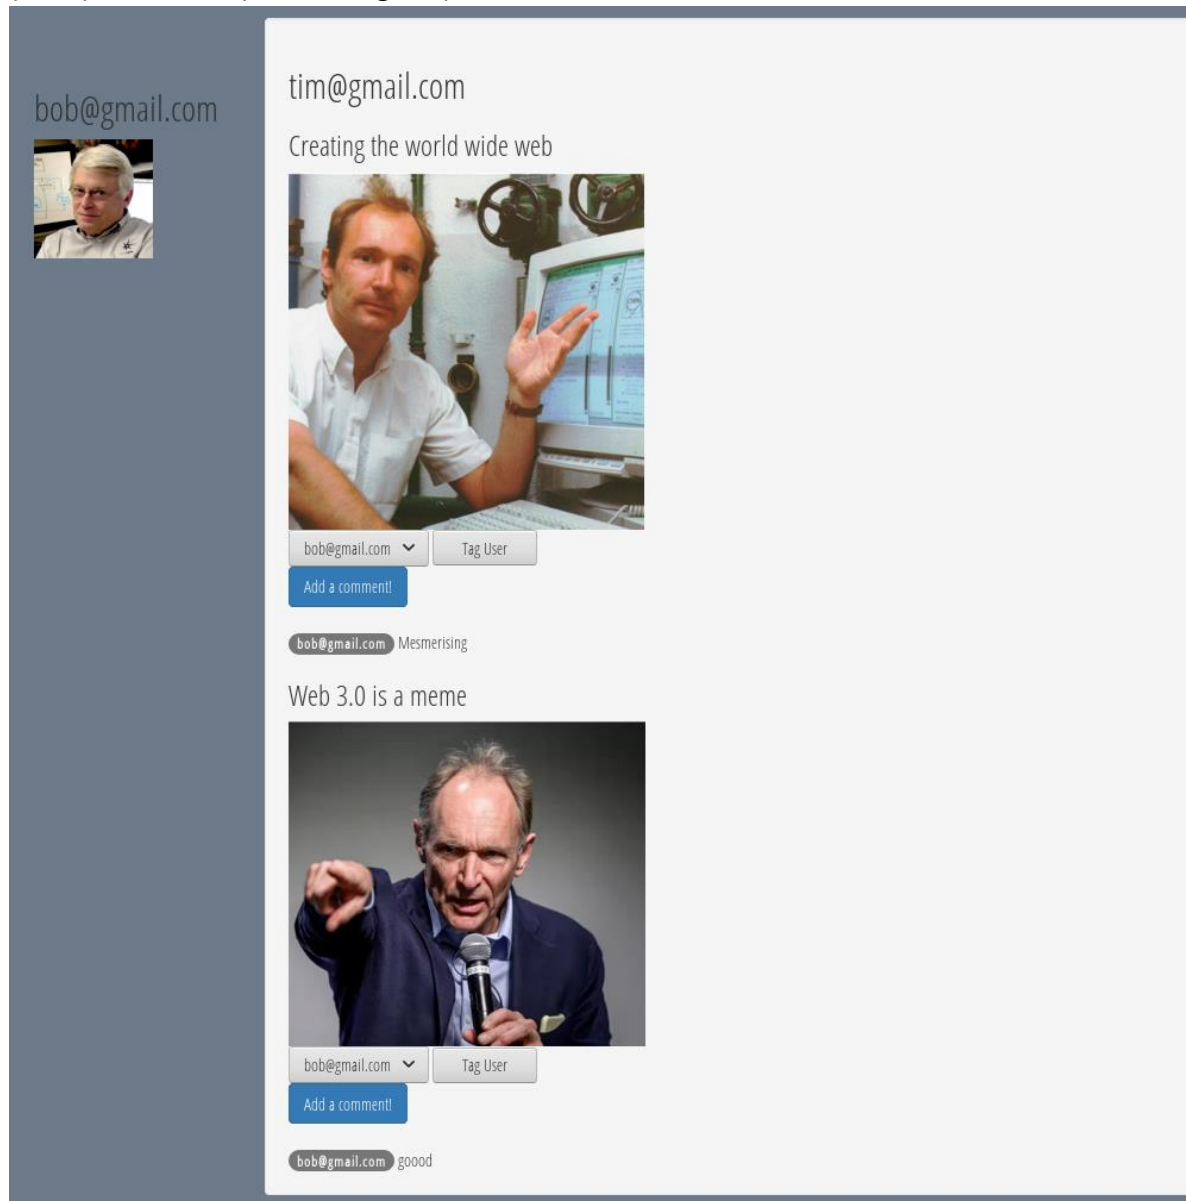 bob@gmail.com
tim@gmail.com
Creating the world wide web
bob@gmail.com Tag User
Add a comment!
bob@gmail.com Mesmerising
Web 3.0 is a meme
bob@gmail.com Tag User
Add a comment!
bob@gmail.com goood